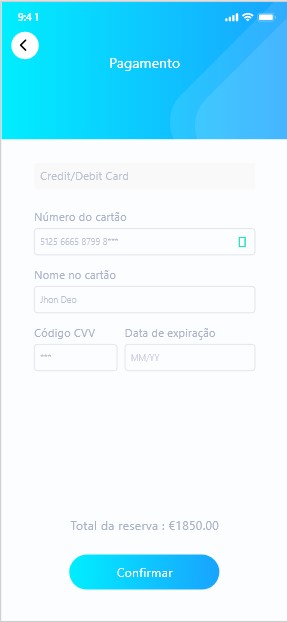 9:41
Pagamento
Credit/Debit Card
Número do cartão
5125 6665 8799 8***
Nome no cartão
Jhon Deo
Código CVV
Data de expiração
***
MM/YY
Total da reserva : €1850.00
Confirmar